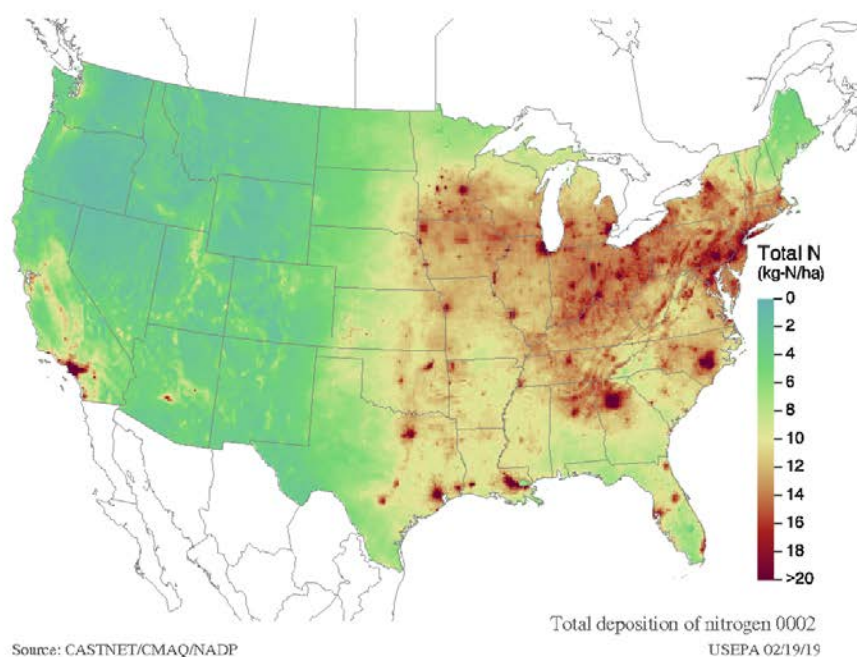 Total N
(kg-N/ha)
0
2
4
6
8
10
12
14
16
18
>20
Total deposition of nitrogen 0002
Source: CASTNET/CMAQ/NADP
USEPA 02/19/19